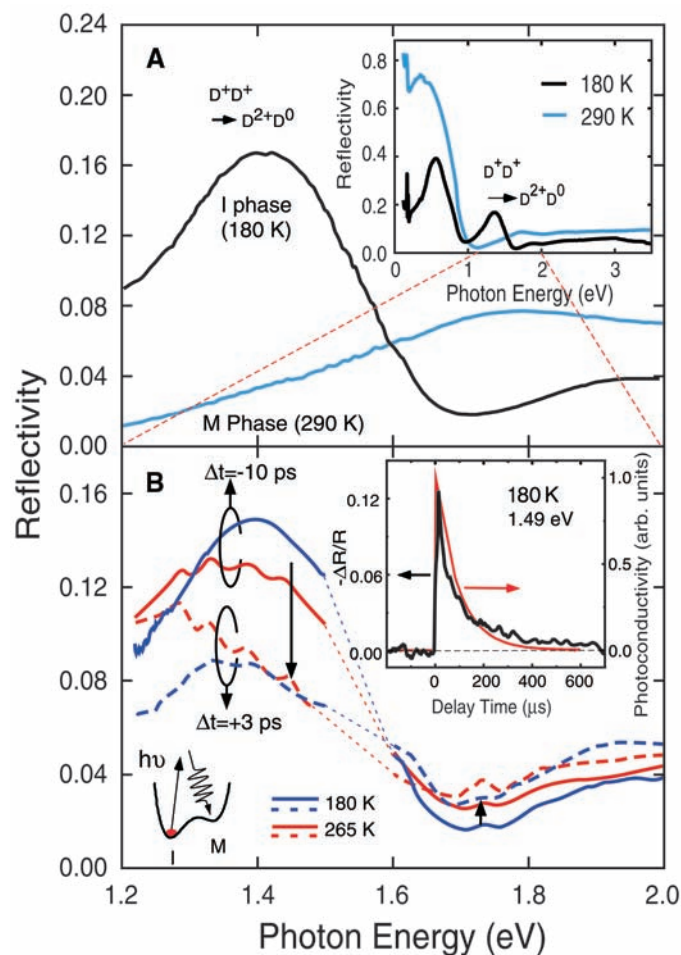 0.24
0.20
0.16
0.12
0.08
0.04
0.00
A
D⁺D⁺
→ D²⁺D⁰
I phase
(180 K)
M Phase (290 K)
Reflectivity
0.8
0.6
0.4
0.2
0.0
180 K
290 K
D⁺D⁺
→ D²⁺D⁰
0 1 2 3
Photon Energy (eV)
Reflectivity
B
0.16
0.12
0.08
0.04
0.00
Δt=-10 ps
Δt=+3 ps
hυ
I
M
180 K
265 K
-ΔR/R
0.12
0.06
0.00
180 K
1.49 eV
1.0
0.5
0.0
Photoconductivity (arb. units)
0 200 400 600
Delay Time (μs)
1.2 1.4 1.6 1.8 2.0
Photon Energy (eV)